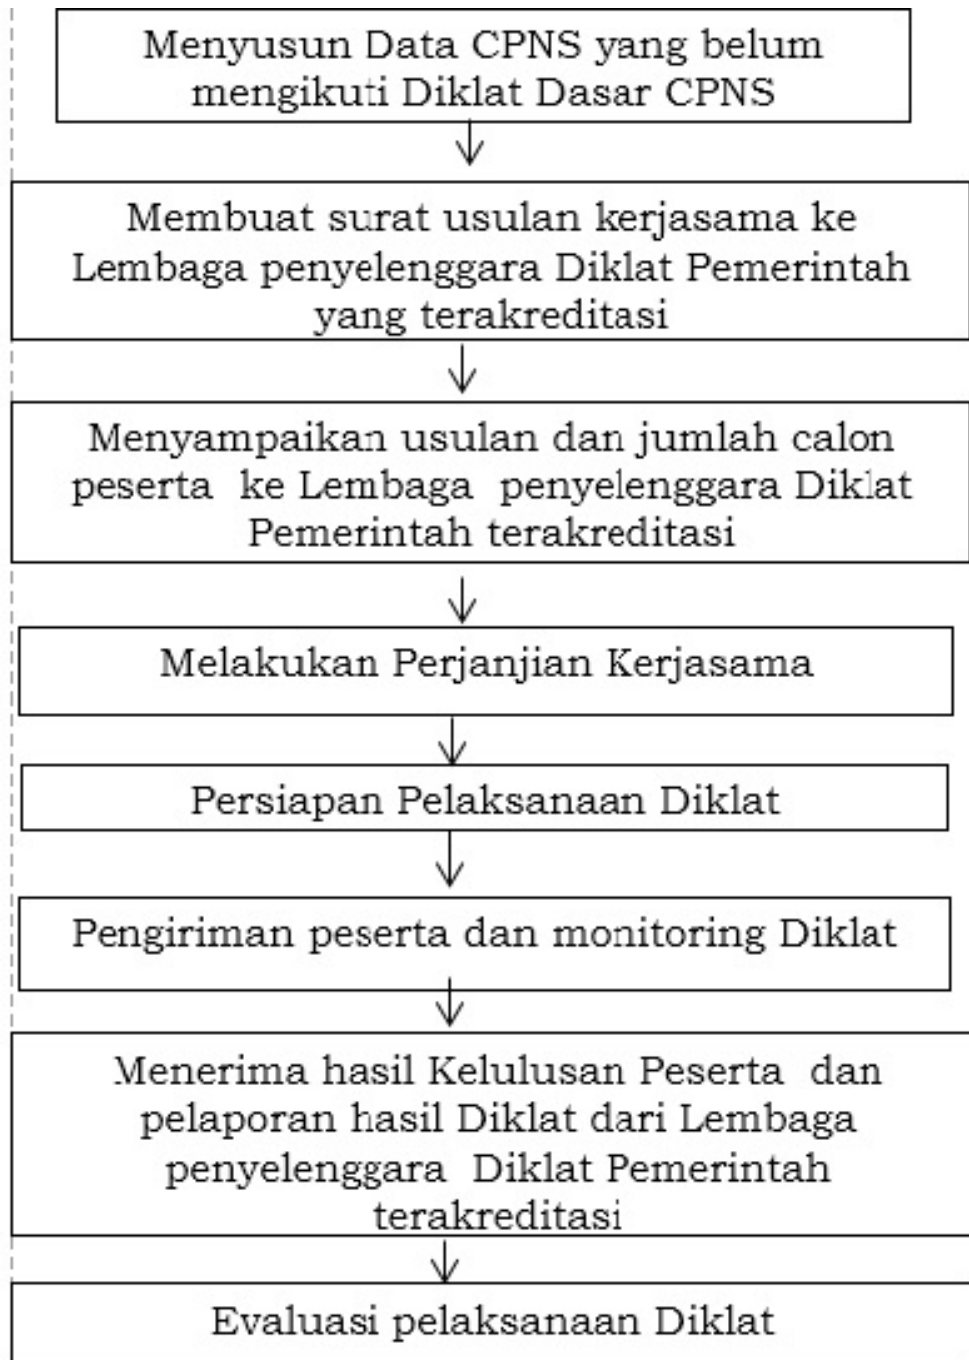 Menyusun Data CPNS yang belum
mengikuti Diklat Dasar CPNS
Membuat surat usulan kerjasama ke
Lembaga penyelenggara Diklat Pemerintah
yang terakreditasi
Menyampaikan usulan dan jumlah calon
peserta ke Lembaga penyelenggara Diklat
Pemerintah terakreditasi
Melakukan Perjanjian Kerjasama
Persiapan Pelaksanaan Diklat
Pengiriman peserta dan monitoring Diklat
Menerima hasil Kelulusan Peserta dan
pelaporan hasil Diklat dari Lembaga
penyelenggara Diklat Pemerintah
terakreditasi
Evaluasi pelaksanaan Diklat